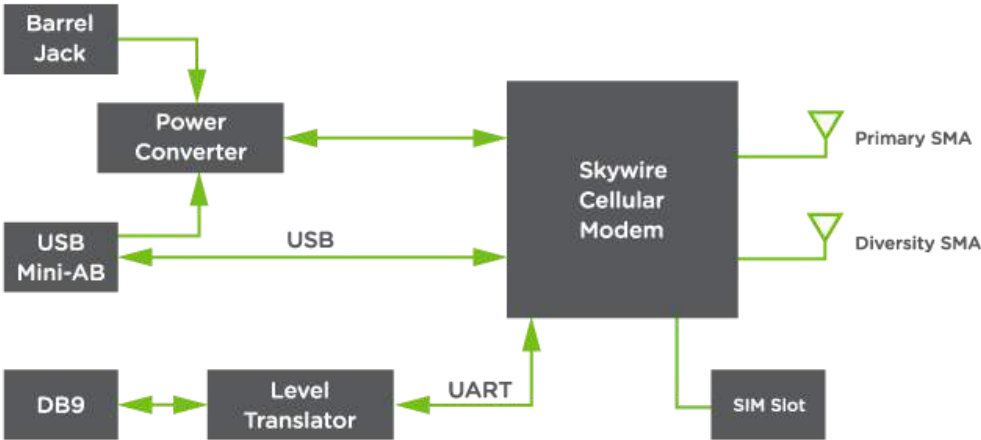 Barrel
Jack
Power
Converter
Skywire
Cellular
Modem
Primary SMA
USB
Mini-AB
USB
Diversity SMA
DB9
Level
Translator
UART
SIM Slot